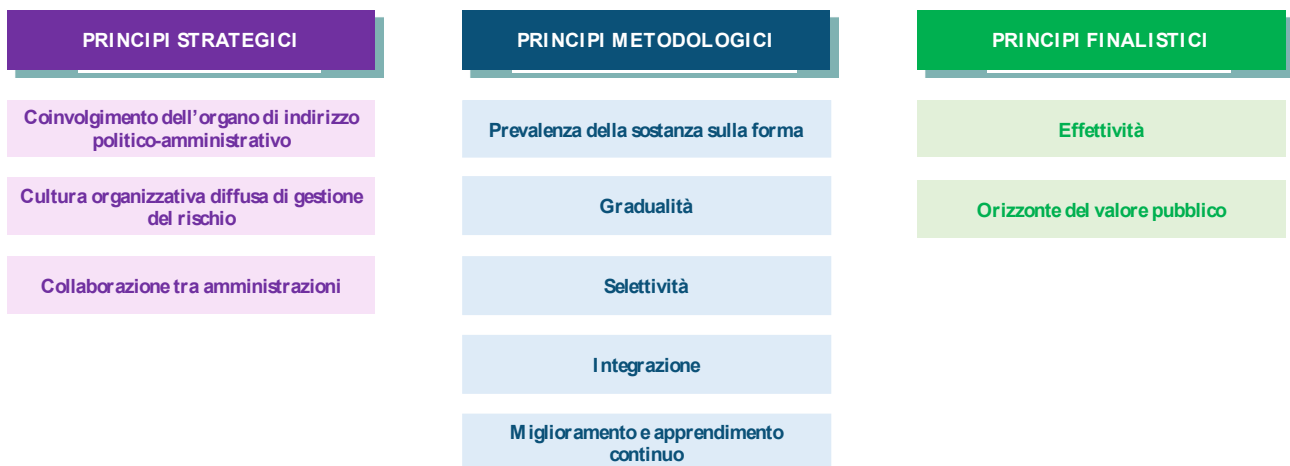 PRINCIPI STRATEGICI
Coinvolgimento dell'organo di indirizzo
politico-amministrativo
Cultura organizzativa diffusa di gestione
del rischio
Collaborazione tra amministrazioni
PRINCIPI METODOLOGICI
Prevalenza della sostanza sulla forma
Gradualità
Selettività
Integrazione
Miglioramento e apprendimento
continuo
PRINCIPI FINALISTICI
Effettività
Orizzonte del valore pubblico